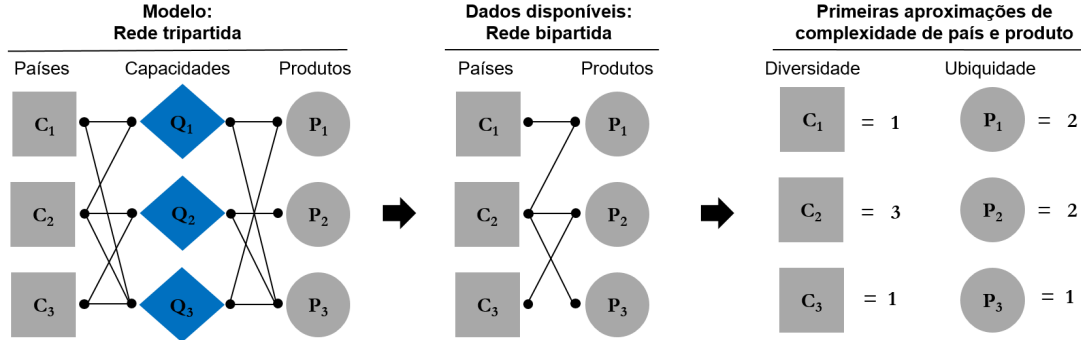 Modelo:
Rede tripartida
Países Capacidades Produtos
C1 Q1 P1
C2 Q2 P2
C3 Q3 P3
Dados disponíveis:
Rede bipartida
Países Produtos
C1 P1
C2 P2
C3 P3
Primeiras aproximações de
complexidade de país e produto
Diversidade Ubiquidade
C1 = 1 P1 = 2
C2 = 3 P2 = 2
C3 = 1 P3 = 1